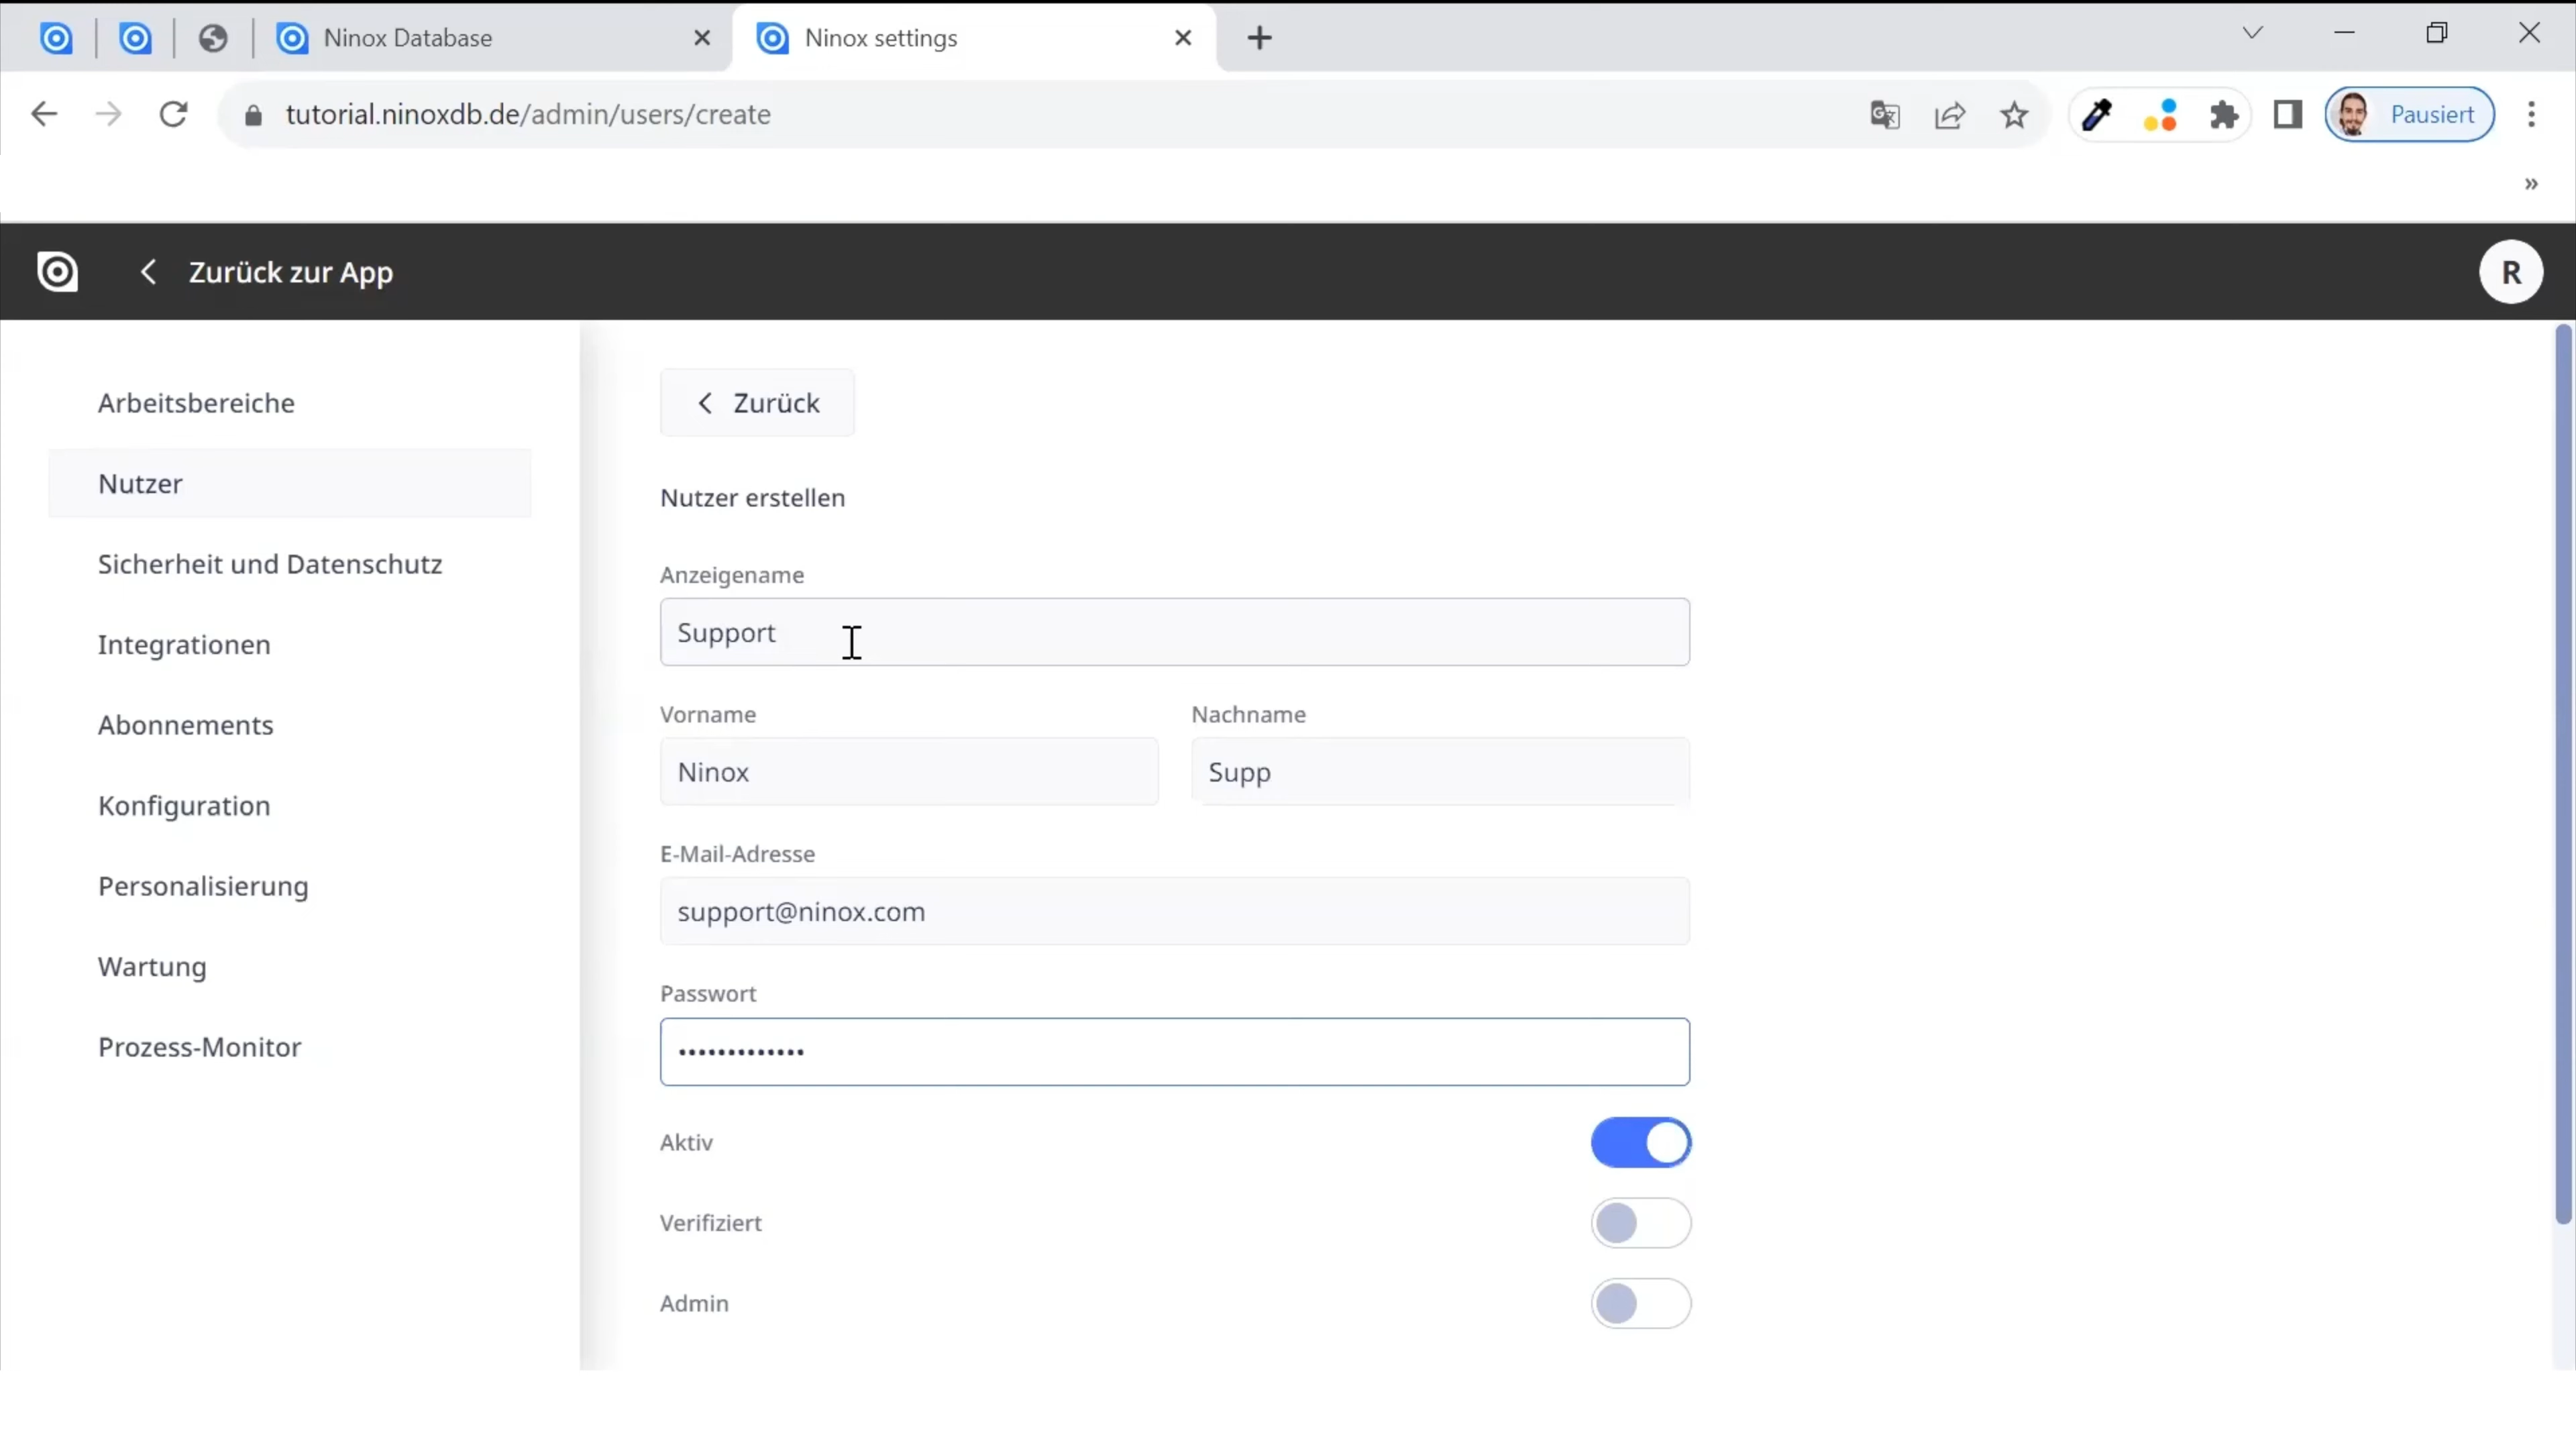 Ninox Database
Ninox settings
tutorial.ninoxdb.de/admin/users/create
Pausiert
»
Zurück zur App
R
Arbeitsbereiche
Nutzer
Sicherheit und Datenschutz
Integrationen
Abonnements
Konfiguration
Personalisierung
Wartung
Prozess-Monitor
Zurück
Nutzer erstellen
Anzeigename
Support
Vorname
Nachname
Ninox
Supp
E-Mail-Adresse
support@ninox.com
Passwort
•••••••••••••
Aktiv
Verifiziert
Admin